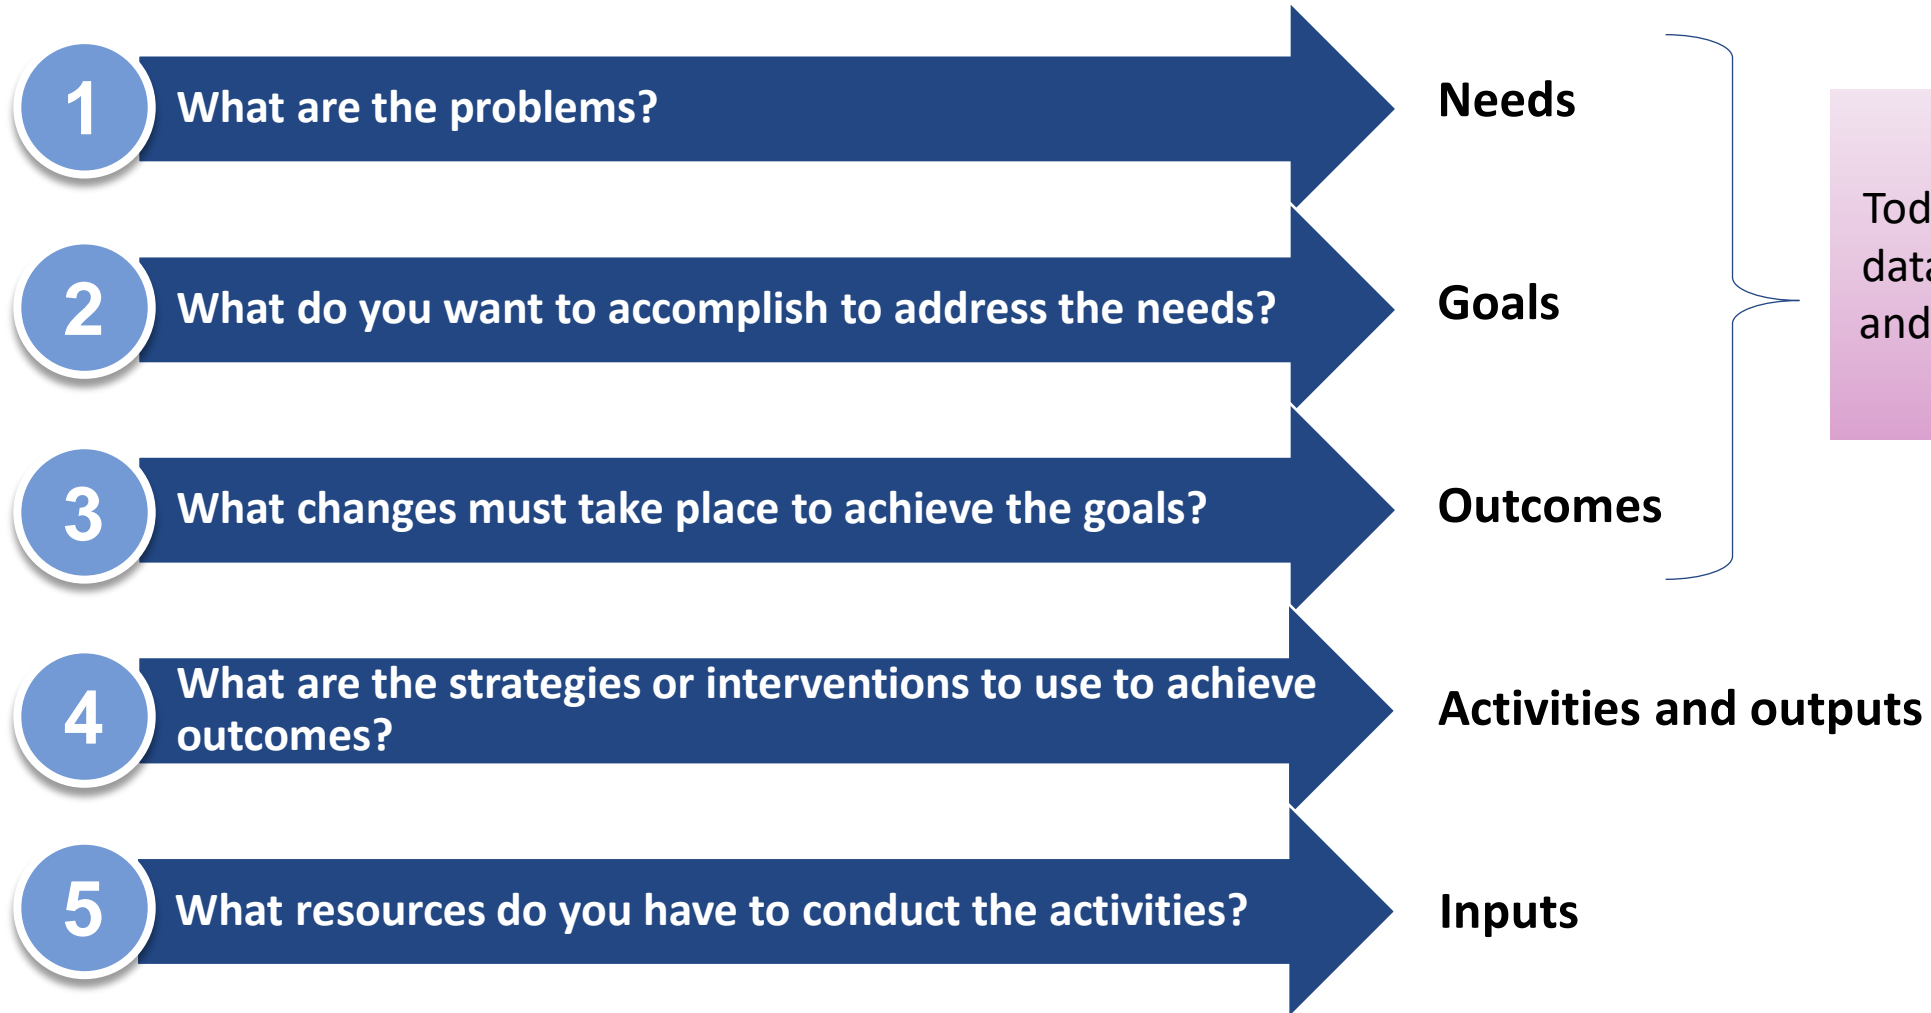 1
What are the problems?
Needs
2
What do you want to accomplish to address the needs?
Goals
3
What changes must take place to achieve the goals?
Outcomes
4
What are the strategies or interventions to use to achieve
outcomes?
Activities and outputs
5
What resources do you have to conduct the activities?
Inputs
and